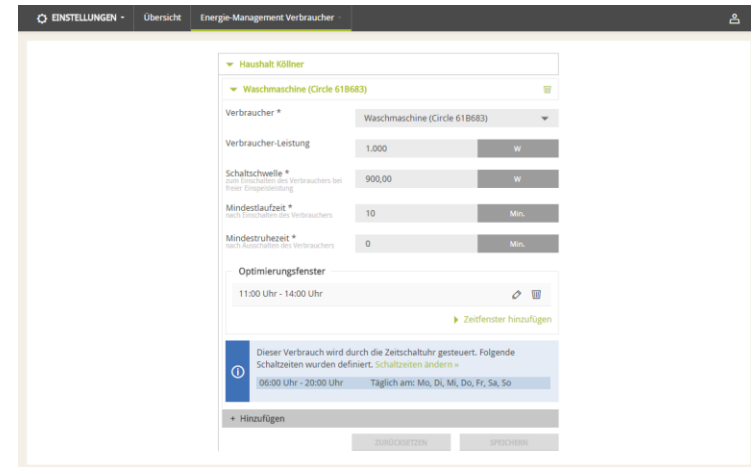 EINSTELLUNGEN Übersicht Energie-Management Verbraucher
Haushalt Köllner
Waschmaschine (Circle 61B683)
Verbraucher * Waschmaschine (Circle 61B683)
Verbraucher-Leistung 1.000 W
Schaltschwelle * 900,00 W
zum Einschalten des Verbrauchers bei
freier Einspeisleistung
Mindestlaufzeit * 10 Min.
nach Einschalten des Verbrauchers
Mindestruhezeit * 0 Min.
nach Ausschalten des Verbrauchers
Optimierungsfenster
11:00 Uhr - 14:00 Uhr
Zeitfenster hinzufügen
Dieser Verbrauch wird durch die Zeitschaltuhr gesteuert. Folgende
Schaltzeiten wurden definiert. Schaltzeiten ändern »
06:00 Uhr - 20:00 Uhr Täglich am: Mo, Di, Mi, Do, Fr, Sa, So
+ Hinzufügen
ZURÜCKSETZEN SPEICHERN